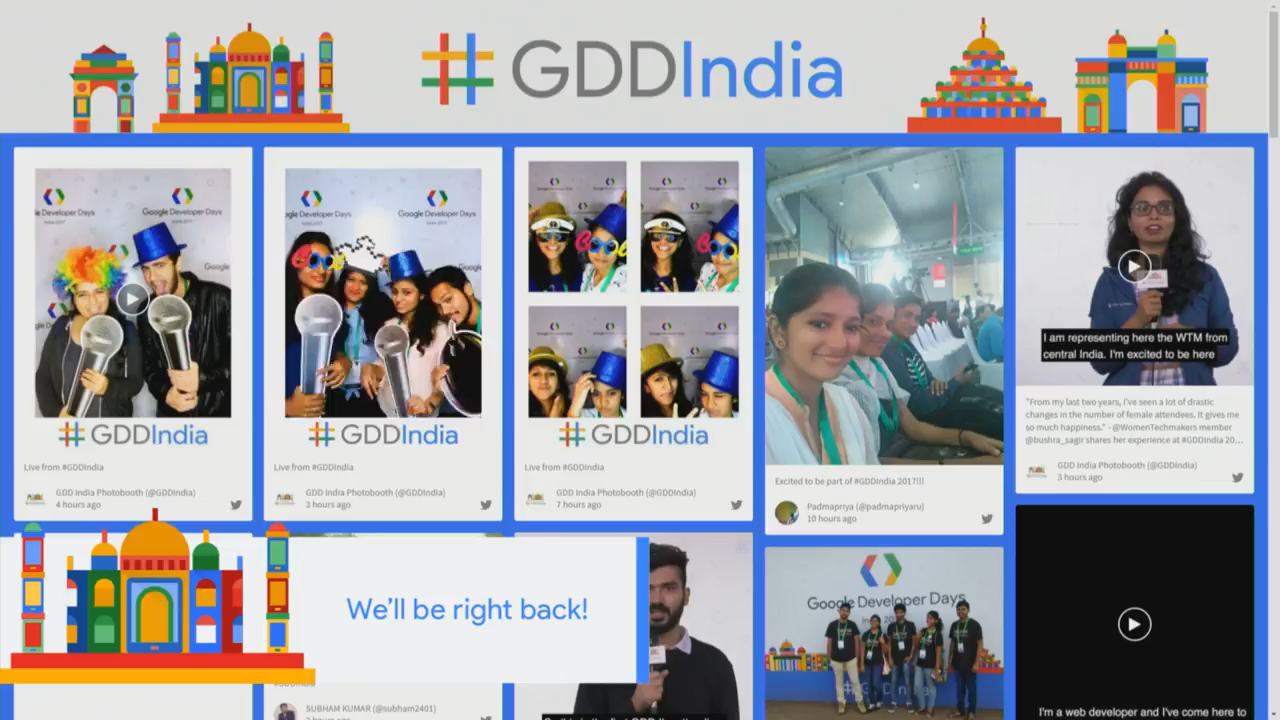 #GDDIndia
Google Developer Days
India 2017
#GDDIndia
Live from #GDDIndia
GDD India Photobooth (@GDDIndia)
4 hours ago
Google Developer Days
#GDDIndia
Live from #GDDIndia
GDD India Photobooth (@GDDIndia)
3 hours ago
#GDDIndia
Live from #GDDIndia
GDD India Photobooth (@GDDIndia)
7 hours ago
Excited to be part of #GDDIndia 2017!!!
Padmapriya (@padmapriyaru)
10 hours ago
I am representing here the WTM from
central India. I'm excited to be here
"From my last two years, I've seen a lot of drastic
changes in the number of female attendees. It gives me
so much happiness." - @WomenTechmakers member
@bushra_sagir shares her experience at #GDDIndia 20...
GDD India Photobooth (@GDDIndia)
3 hours ago
We'll be right back!
SUBHAM KUMAR (@subham2401)
Google Developer Days
#GDDIndia
I'm a web developer and I've come here to